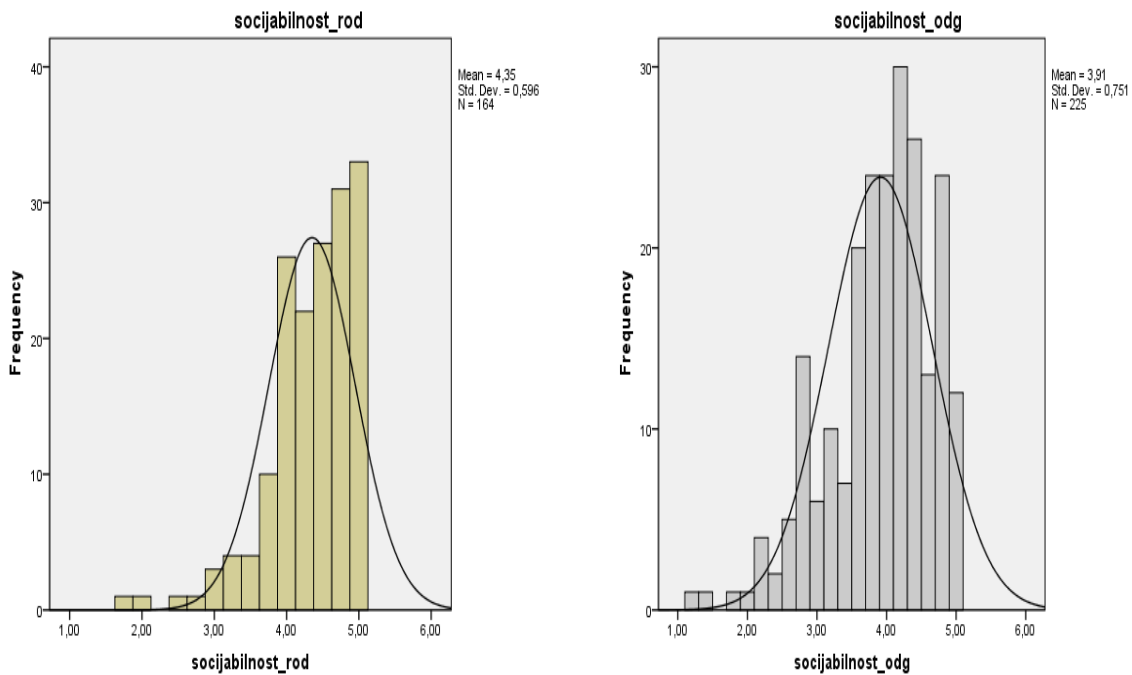 socijabilnost_rod
Mean = 4,35
Std. Dev. = 0,596
N = 164
Frequency
40
30
20
10
0
1,00 2,00 3,00 4,00 5,00 6,00
socijabilnost_rod
socijabilnost_odg
Mean = 3,91
Std. Dev. = 0,751
N = 225
Frequency
30
20
10
0
1,00 2,00 3,00 4,00 5,00 6,00
socijabilnost_odg